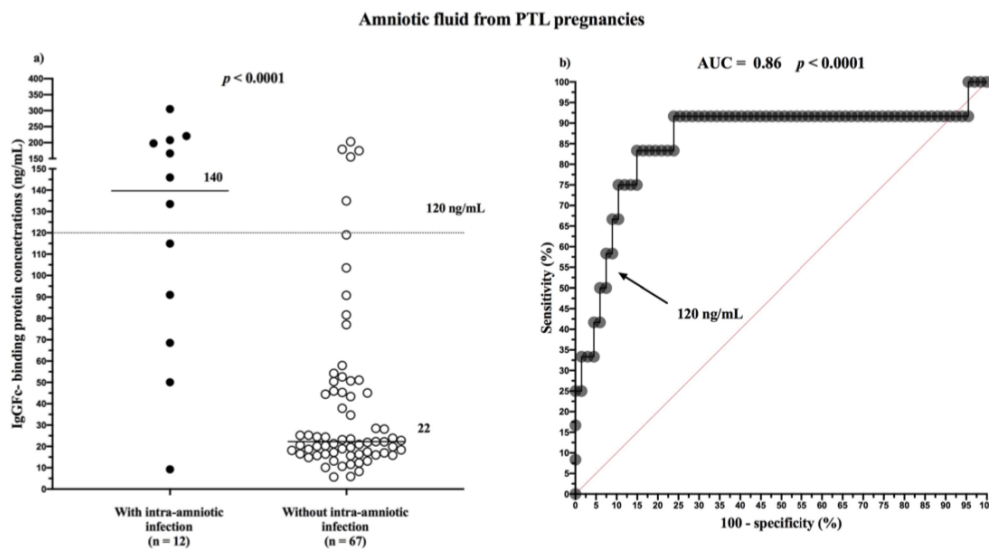 Amniotic fluid from PTL pregnancies
a)
p < 0.0001
IgGFc- binding protein concnetrations (ng/mL)
400
350
300
250
200
150
150
140
130
120
110
100
90
80
70
60
50
40
30
20
10
0
140
120 ng/mL
22
With intra-amniotic
infection
(n = 12)
Without intra-amniotic
infection
(n = 67)
b)
AUC = 0.86 p < 0.0001
Sensitivity (%)
100
95
90
85
80
75
70
65
60
55
50
45
40
35
30
25
20
15
10
5
0
120 ng/mL
0 5 10 15 20 25 30 35 40 45 50 55 60 65 70 75 80 85 90 95 100
100 - specificity (%)